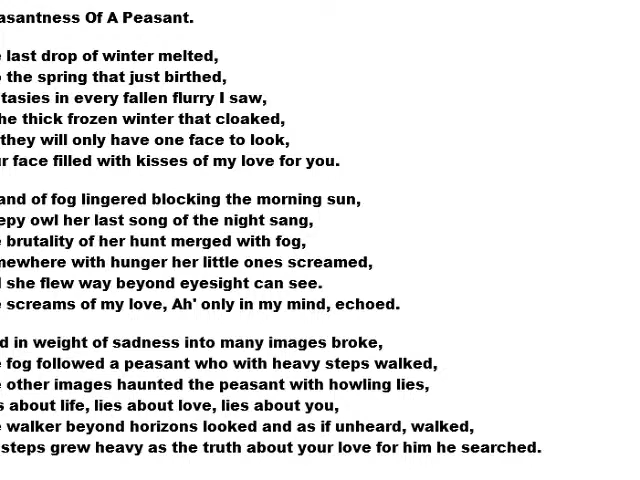 asantness Of A Peasant.
last drop of winter melted,
the spring that just birthed,
tasies in every fallen flurry I saw,
he thick frozen winter that cloaked,
they will only have one face to look,
r face filled with kisses of my love for you.
and of fog lingered blocking the morning sun,
epy owl her last song of the night sang,
brutality of her hunt merged with fog,
mewhere with hunger her little ones screamed,
she flew way beyond eyesight can see.
screams of my love, Ah' only in my mind, echoed.
d in weight of sadness into many images broke,
fog followed a peasant who with heavy steps walked,
other images haunted the peasant with howling lies,
s about life, lies about love, lies about you,
walker beyond horizons looked and as if unheard, walked,
steps grew heavy as the truth about your love for him he searched.